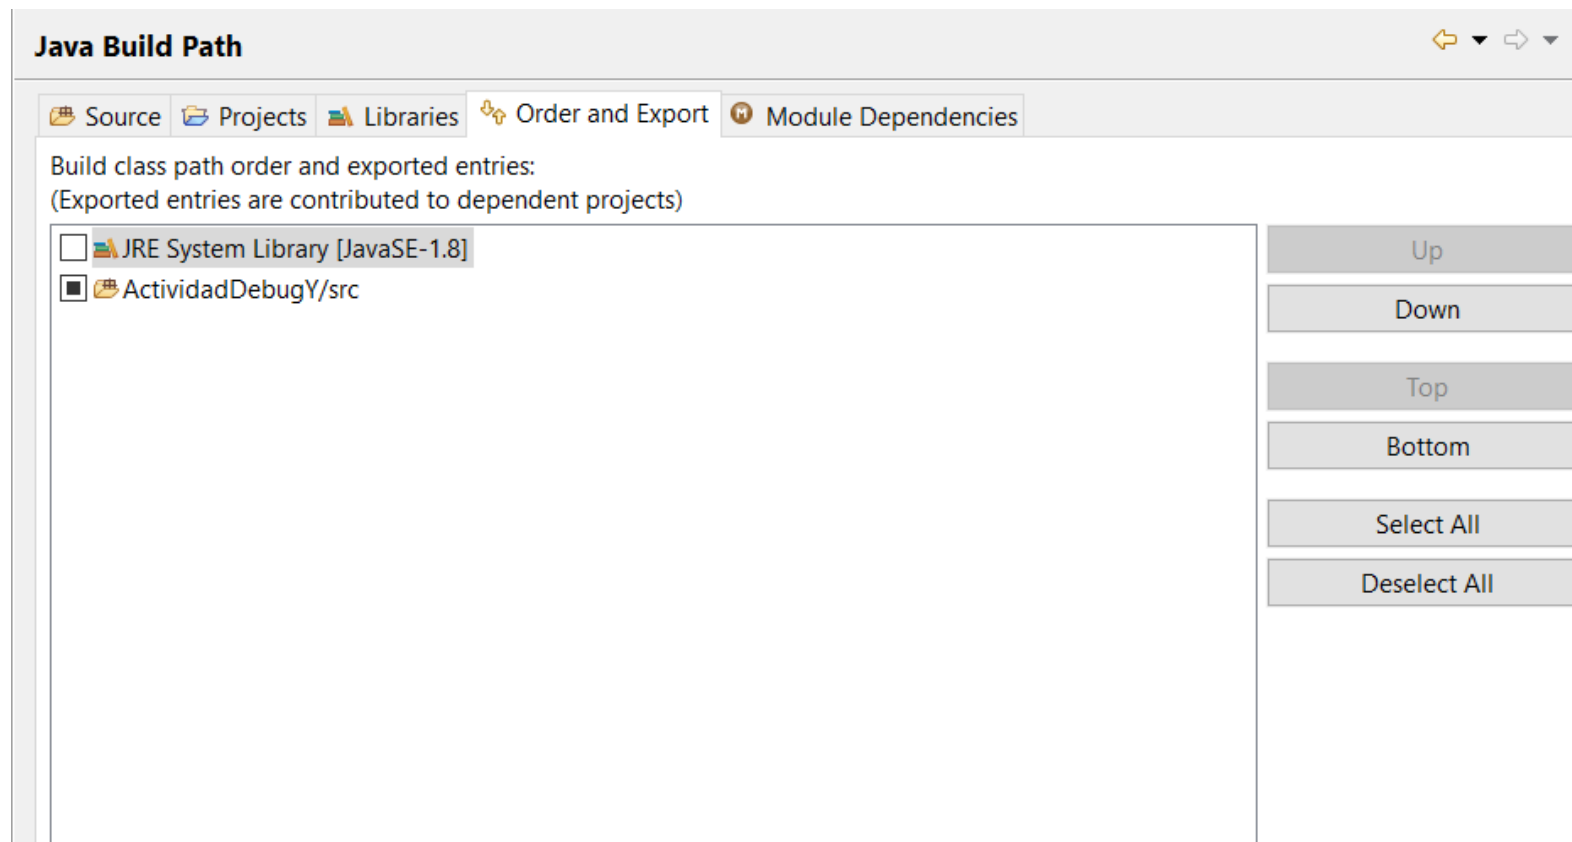 Java Build Path
Source Projects Libraries Order and Export Module Dependencies
Build class path order and exported entries:
(Exported entries are contributed to dependent projects)
JRE System Library [JavaSE-1.8]
ActividadDebugY/src
Up
Down
Top
Bottom
Select All
Deselect All